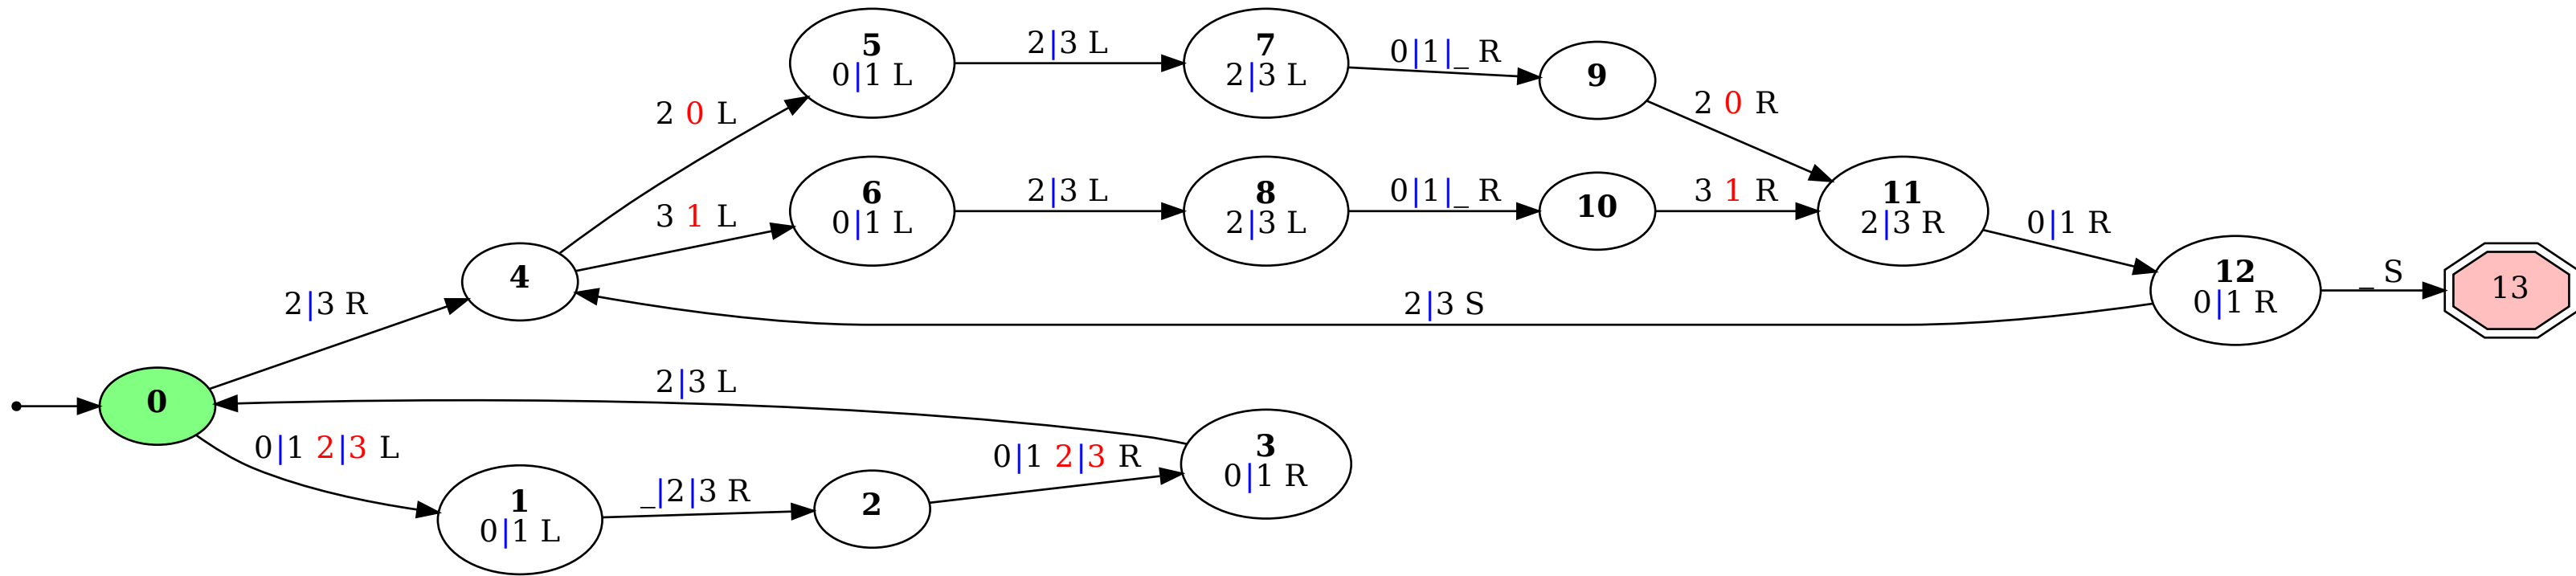 5
0|1 L
2|3 L
7
2|3 L
0|1|_ R
9
2 0 L
2 0 R
6
0|1 L
2|3 L
8
2|3 L
0|1|_ R
10
3 1 R
11
2|3 R
0|1 R
3 1 L
4
2|3 R
2|3 S
12
0|1 R
_ S
13
0
2|3 L
0|1 2|3 L
1
0|1 L
_|2|3 R
2
0|1 2|3 R
3
0|1 R